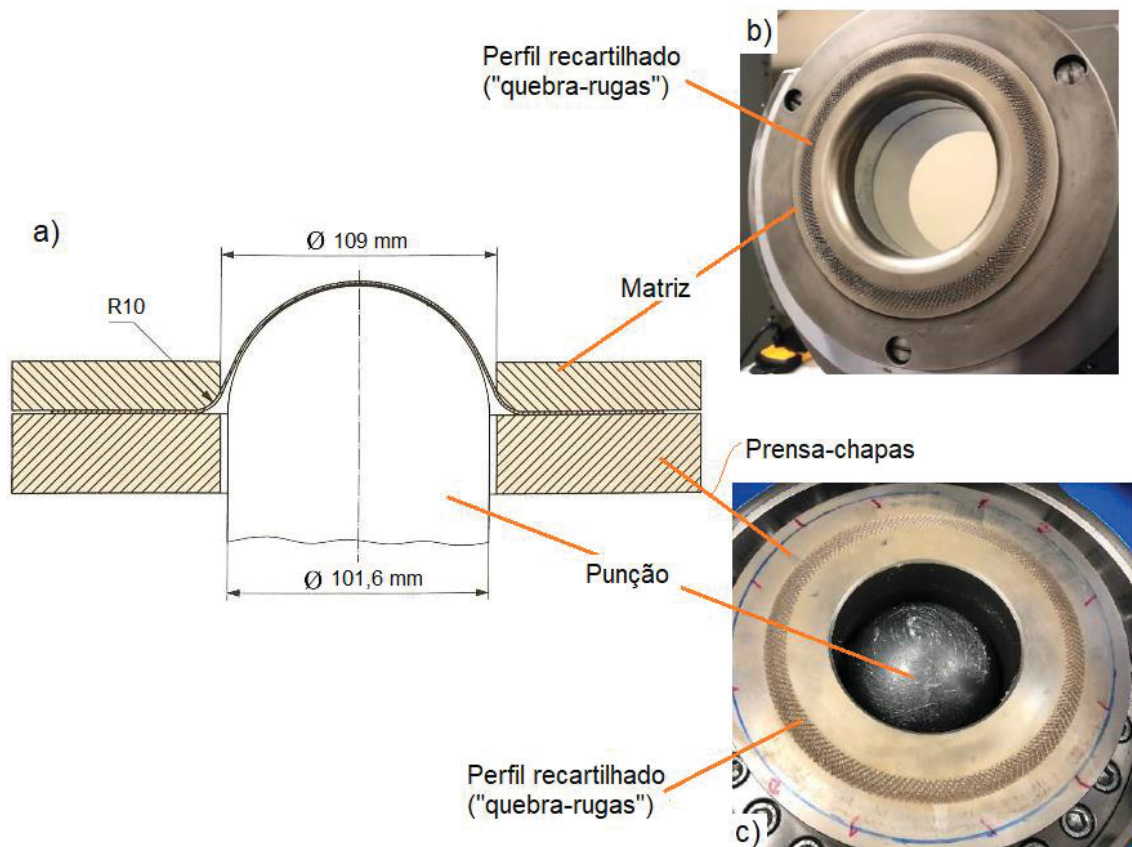 b)
Perfil recartilhado
("quebra-rugas")
a)
Ø 109 mm
R10
Matriz
Prensa-chapas
Punção
Ø 101,6 mm
Perfil recartilhado
("quebra-rugas")
c)